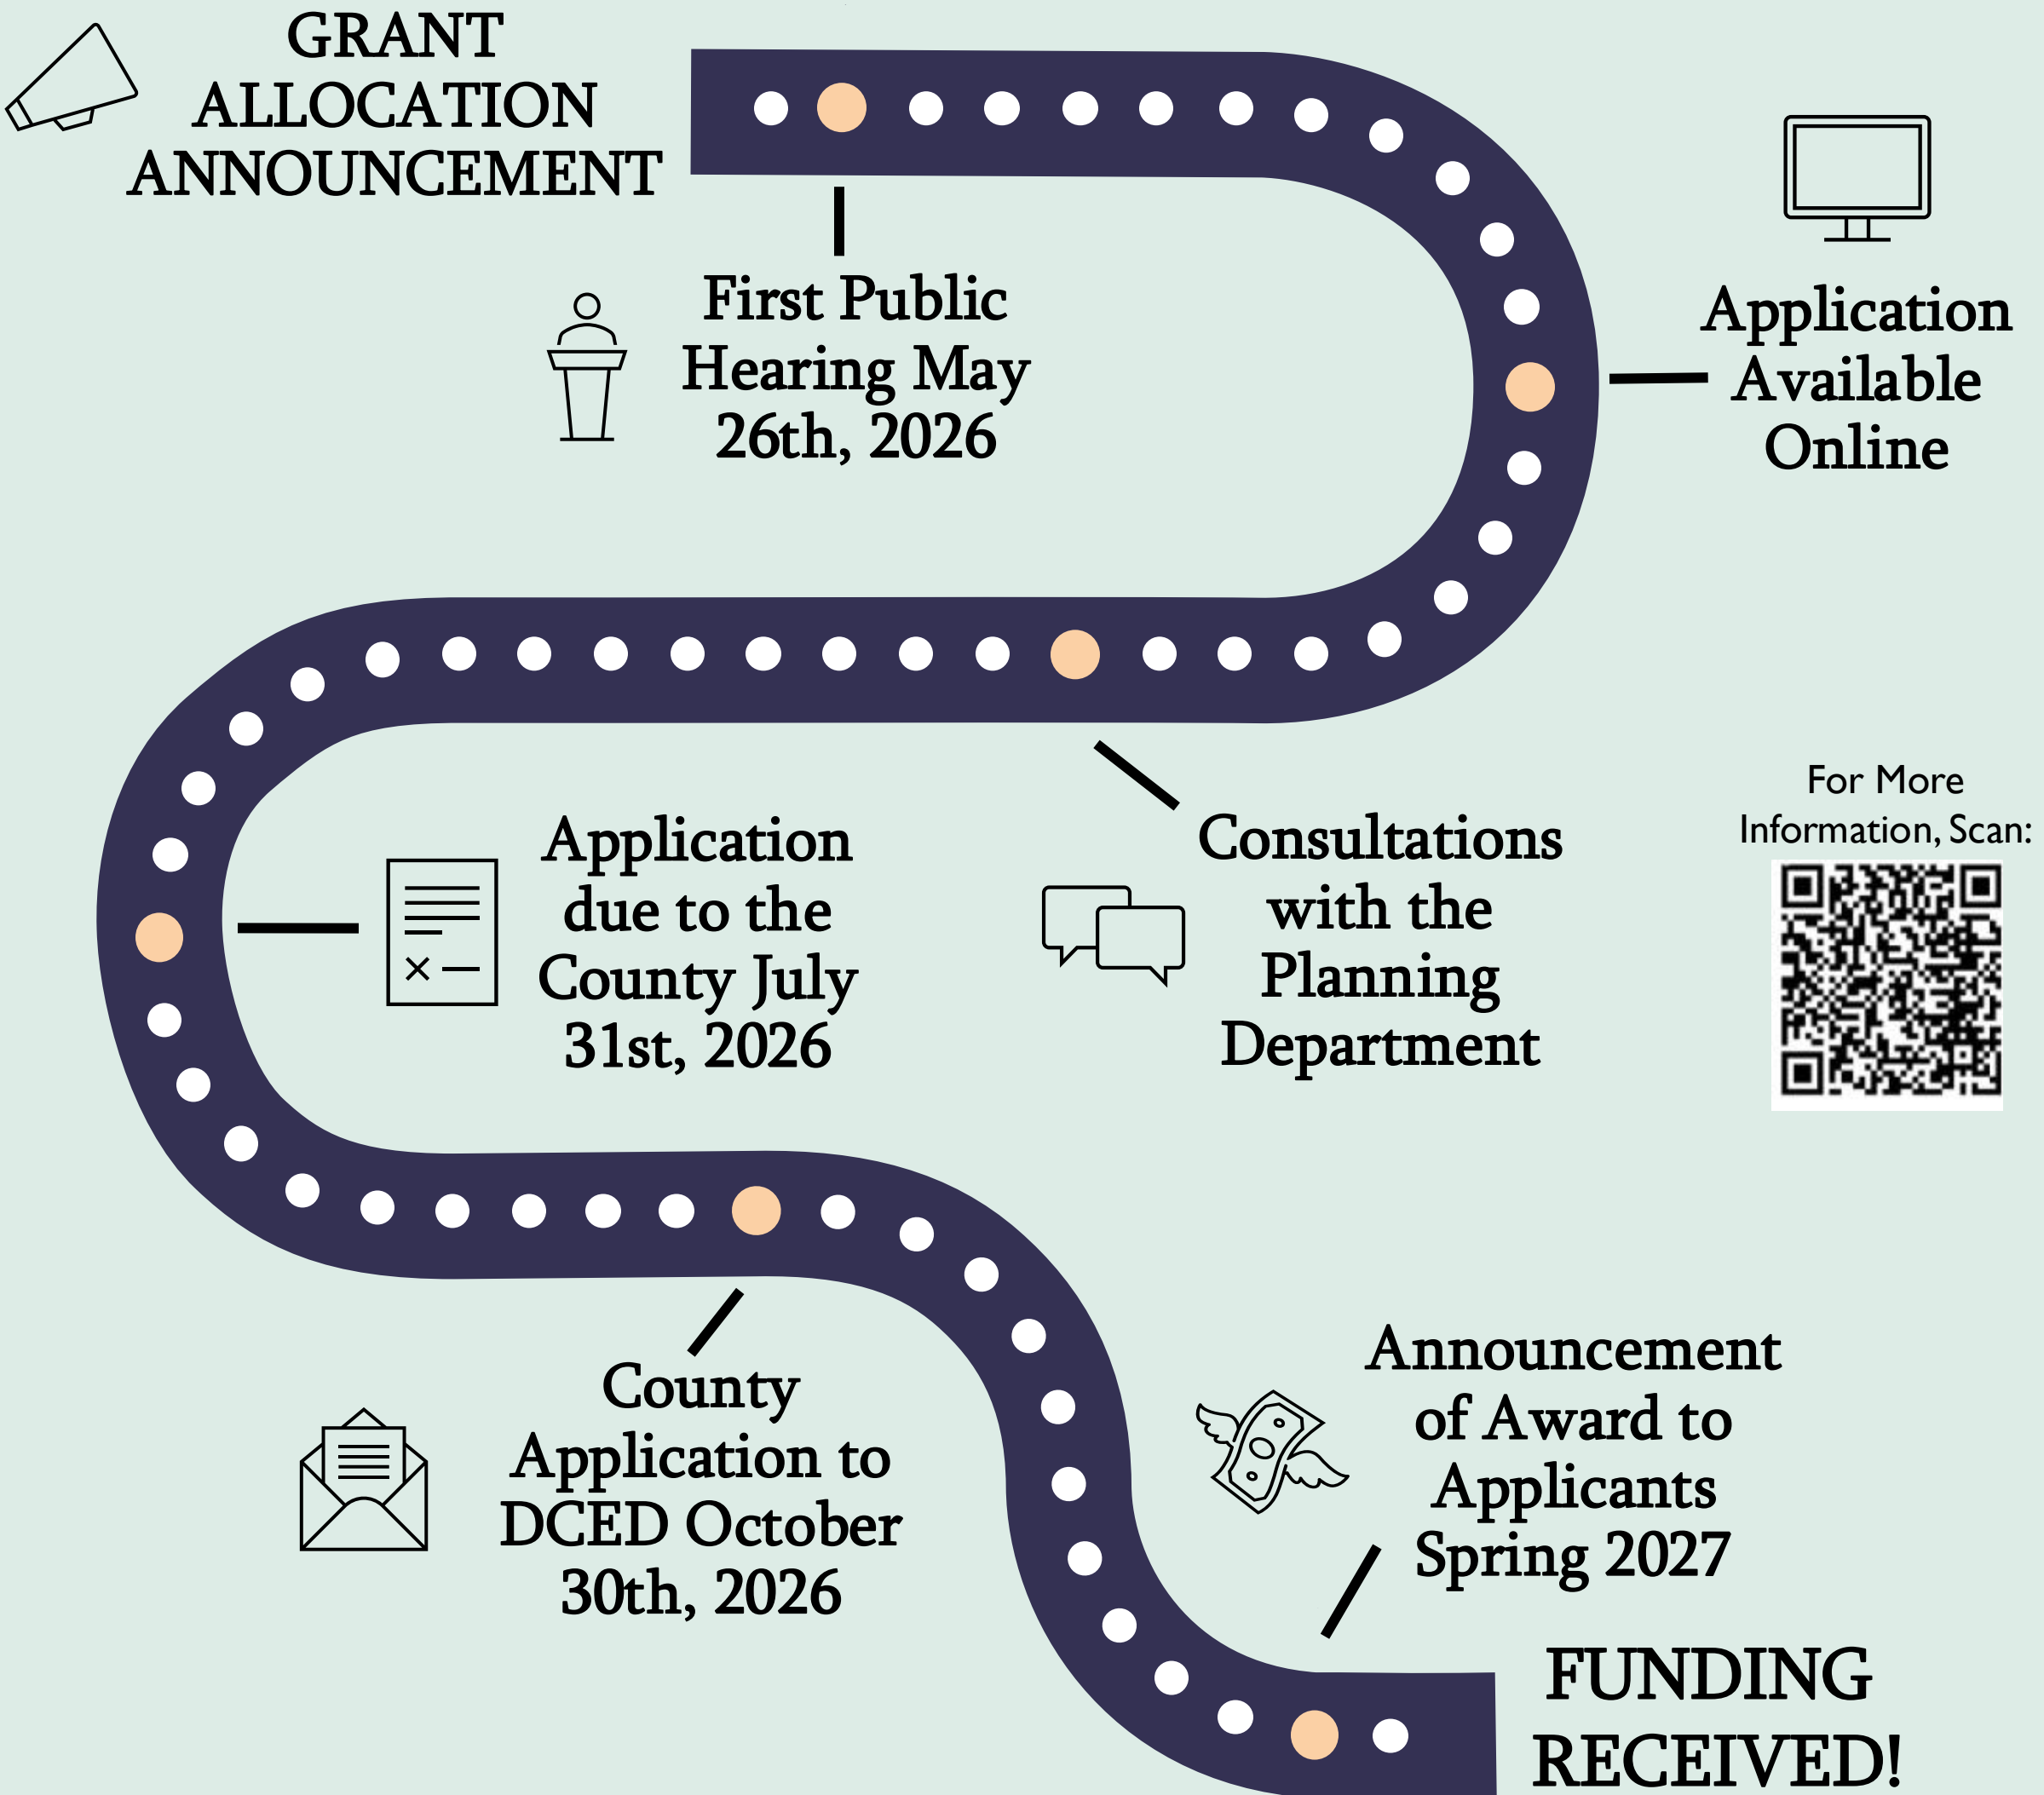 GRANT
ALLOCATION
ANNOUNCEMENT
First Public
Hearing May
26th, 2026
Application
Available
Online
Consultations
with the
Planning
Department
For More
Information, Scan:
Application
due to the
County July
31st, 2026
County
Application to
DCED October
30th, 2026
Announcement
of Award to
Applicants
Spring 2027
FUNDING
RECEIVED!